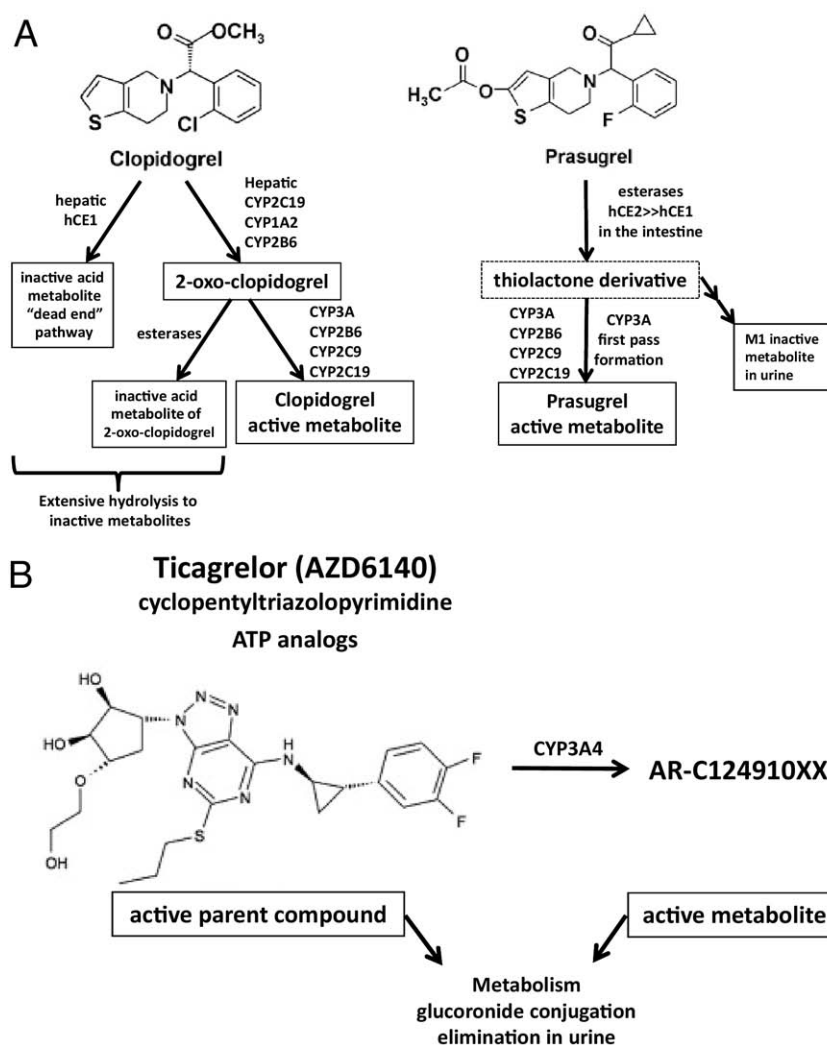 A
O
OCH₃
N
S
Cl
Clopidogrel
hepatic
hCE1
Hepatic
CYP2C19
CYP1A2
CYP2B6
inactive acid
metabolite
“dead end”
pathway
2-oxo-clopidogrel
esterases
CYP3A
CYP2B6
CYP2C9
CYP2C19
inactive acid
metabolite of
2-oxo-clopidogrel
Clopidogrel
active metabolite
Extensive hydrolysis to
inactive metabolites
O
O
N
H₃C
O
S
F
Prasugrel
esterases
hCE2>>hCE1
in the intestine
thiolactone derivative
CYP3A
CYP2B6
CYP2C9
CYP2C19
CYP3A
first pass
formation
M1 inactive
metabolite
in urine
Prasugrel
active metabolite
B
Ticagrelor (AZD6140)
cyclopentyltriazolopyrimidine
ATP analogs
HO
HO
O
OH
N
N
N
N
N
H
N
S
F
F
CYP3A4
AR-C124910XX
active parent compound
active metabolite
Metabolism
glucoronide conjugation
elimination in urine